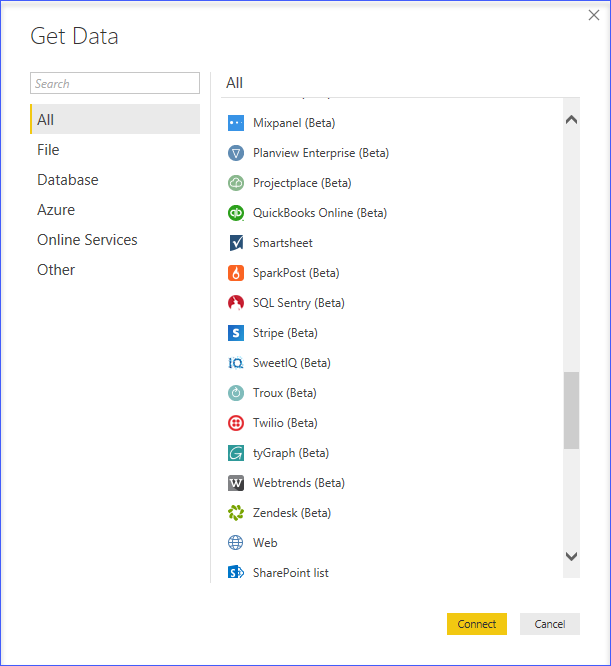 Get Data
Search
All
File
Database
Azure
Online Services
Other
All
Mixpanel (Beta)
Planview Enterprise (Beta)
Projectplace (Beta)
QuickBooks Online (Beta)
Smartsheet
SparkPost (Beta)
SQL Sentry (Beta)
Stripe (Beta)
SweetIQ (Beta)
Troux (Beta)
Twilio (Beta)
tyGraph (Beta)
Webtrends (Beta)
Zendesk (Beta)
Web
SharePoint list
Connect
Cancel